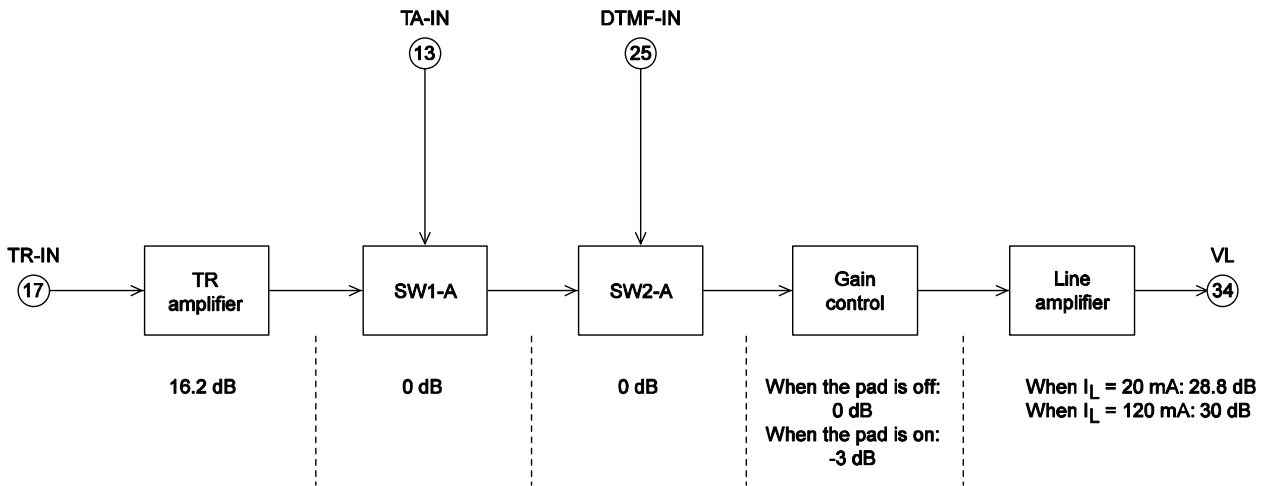 TA-IN
13
DTMF-IN
25
TR-IN
17
TR
amplifier
SW1-A
SW2-A
Gain
control
Line
amplifier
VL
34
16.2 dB
0 dB
0 dB
When the pad is off:
0 dB
When the pad is on:
-3 dB
When IL = 20 mA: 28.8 dB
When IL = 120 mA: 30 dB